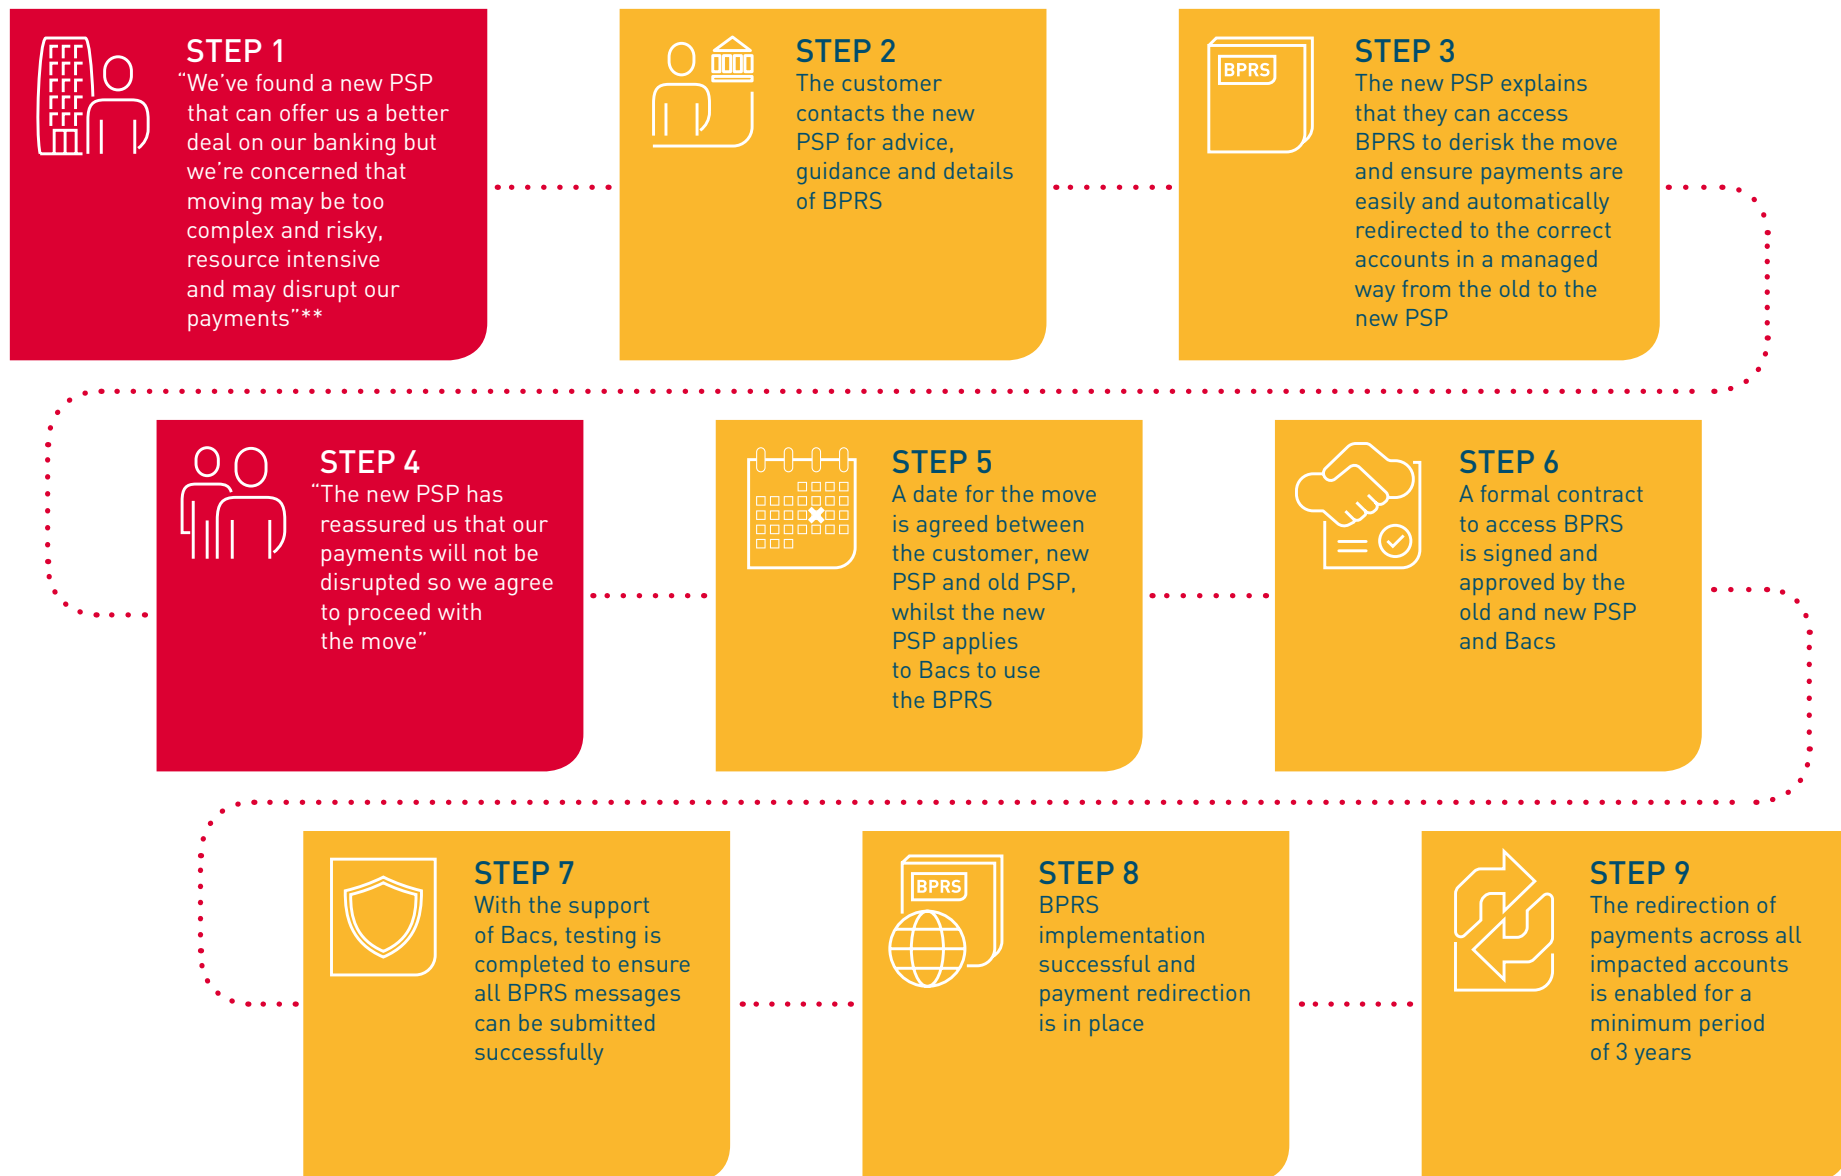 STEP 1
“We’ve found a new PSP
that can offer us a better
deal on our banking but
we’re concerned that
moving may be too
complex and risky,
resource intensive
and may disrupt our
payments”**
STEP 2
The customer
contacts the new
PSP for advice,
guidance and details
of BPRS
BPRS
STEP 3
The new PSP explains
that they can access
BPRS to derisk the move
and ensure payments are
easily and automatically
redirected to the correct
accounts in a managed
way from the old to the
new PSP
STEP 4
“The new PSP has
reassured us that our
payments will not be
disrupted so we agree
to proceed with
the move”
STEP 5
A date for the move
is agreed between
the customer, new
PSP and old PSP,
whilst the new
PSP applies
to Bacs to use
the BPRS
STEP 6
A formal contract
to access BPRS
is signed and
approved by the
old and new PSP
and Bacs
STEP 7
With the support
of Bacs, testing is
completed to ensure
all BPRS messages
can be submitted
successfully
BPRS
STEP 8
BPRS
implementation
successful and
payment redirection
is in place
STEP 9
The redirection of
payments across all
impacted accounts
is enabled for a
minimum period
of 3 years